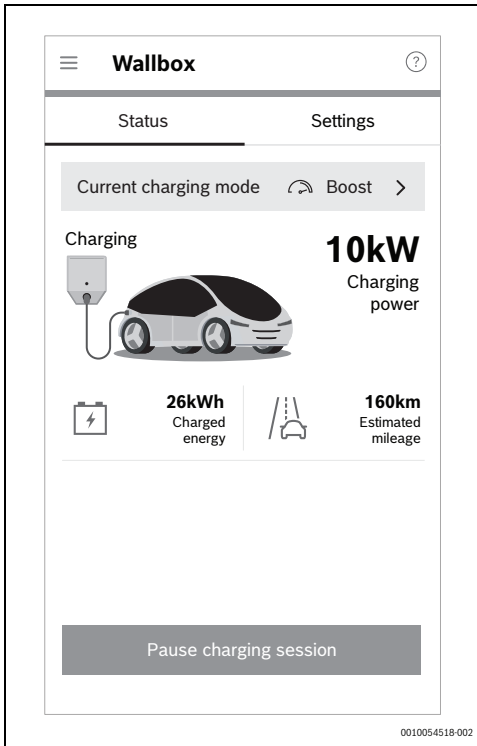 Wallbox
?
Status
Settings
Current charging mode
Boost
Charging
10kW
Charging
power
26kWh
Charged
energy
160km
Estimated
mileage
Pause charging session
0010054518-002